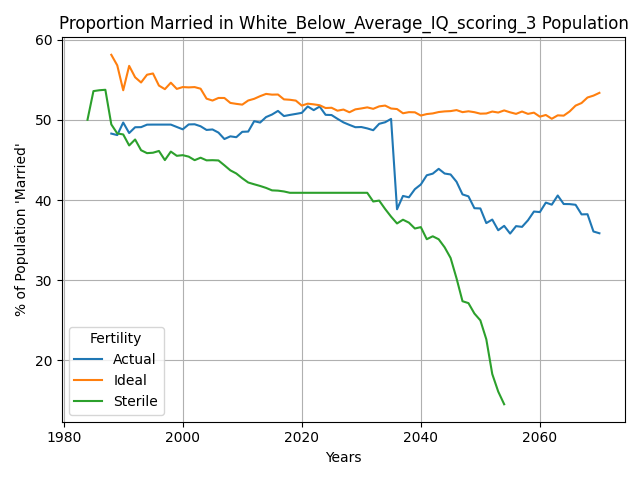 Proportion Married in White_Below_Average_IQ_scoring_3 Population
% of Population 'Married'
60
50
40
30
20
Fertility
Actual
Ideal
Sterile
1980
2000
2020
2040
2060
Years